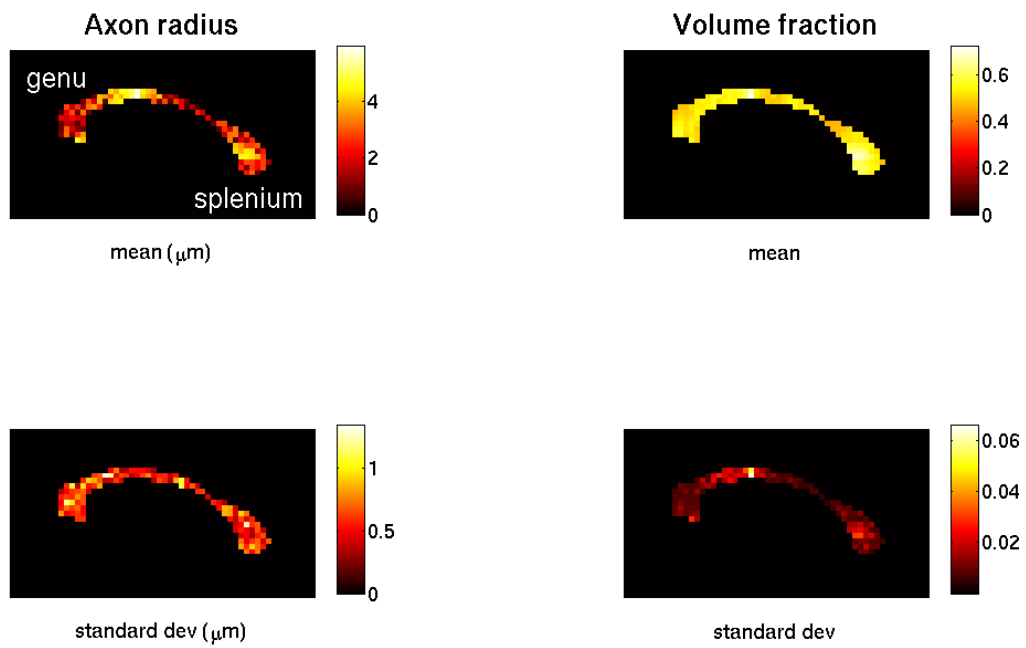 Axon radius
Volume fraction
genu
splenium
4
2
0
0.6
0.4
0.2
0
mean (μm)
mean
1
0.5
0
0.06
0.04
0.02
standard dev (μm)
standard dev